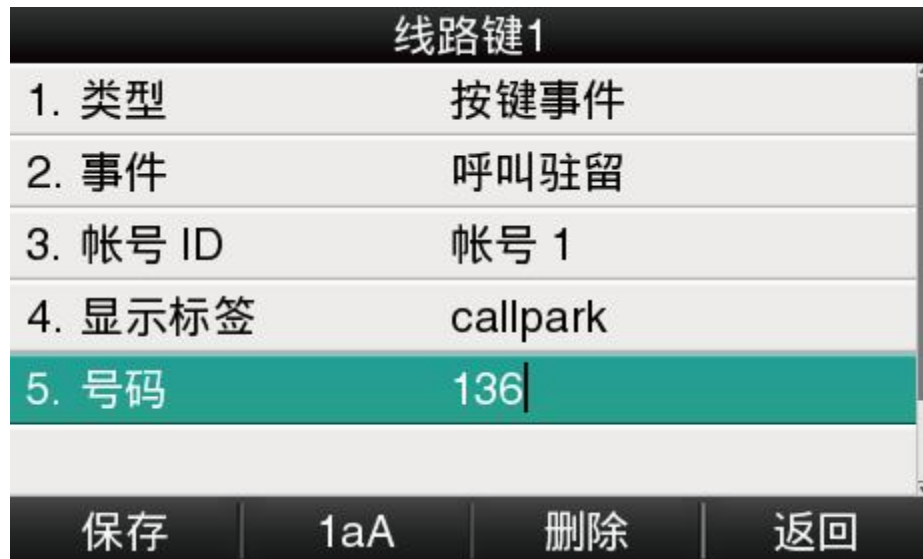 线路键1
1. 类型 按键事件
2. 事件 呼叫驻留
3. 帐号 ID 帐号 1
4. 显示标签 callpark
5. 号码 136
保存 1aA 删除 返回